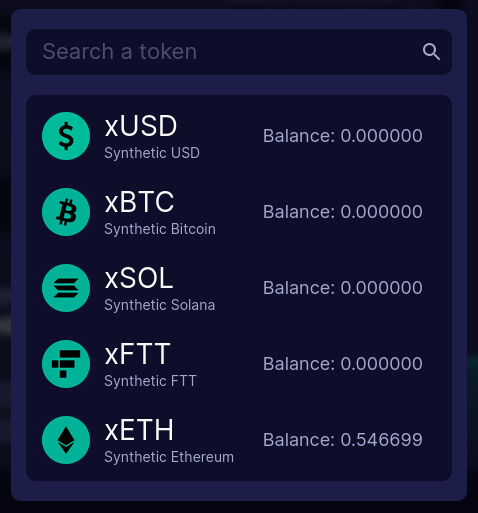 Search a token
xUSD
Synthetic USD
Balance: 0.000000
xBTC
Synthetic Bitcoin
Balance: 0.000000
xSOL
Synthetic Solana
Balance: 0.000000
xFTT
Synthetic FTT
Balance: 0.000000
xETH
Synthetic Ethereum
Balance: 0.546699